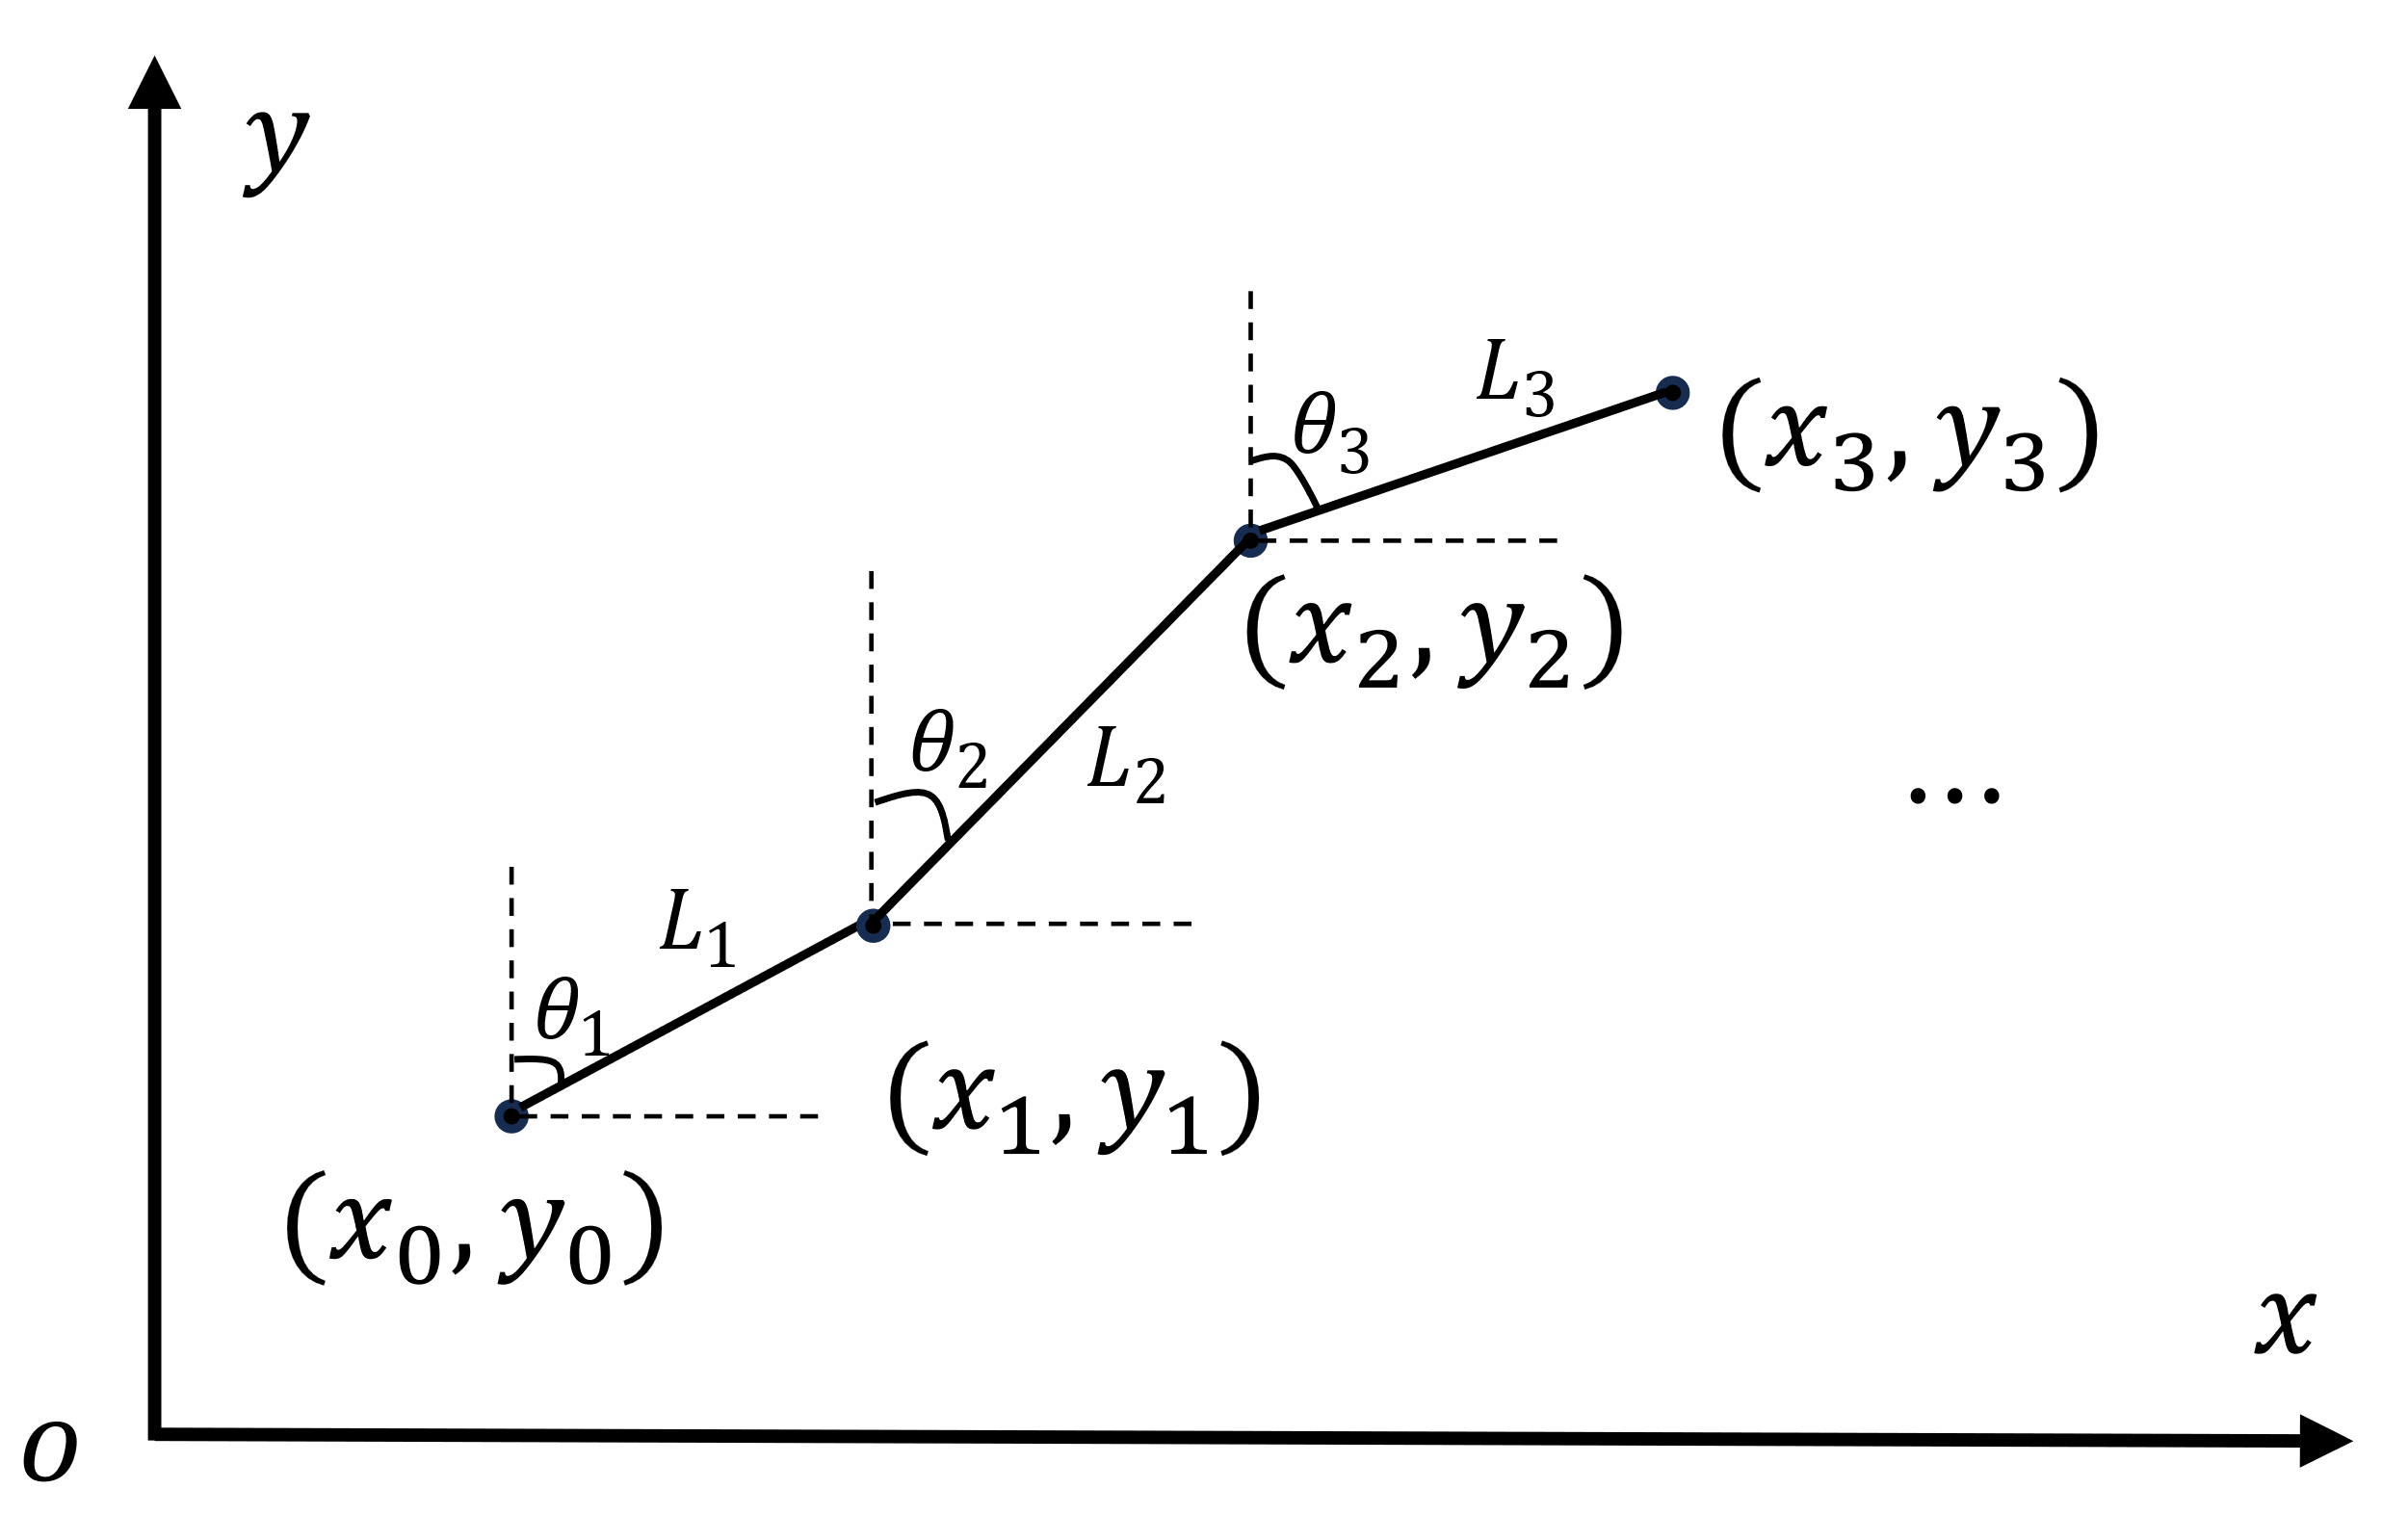 y
L₃
θ₃
(x₃, y₃)
(x₂, y₂)
θ₂
L₂
...
L₁
θ₁
(x₁, y₁)
(x₀, y₀)
x
O